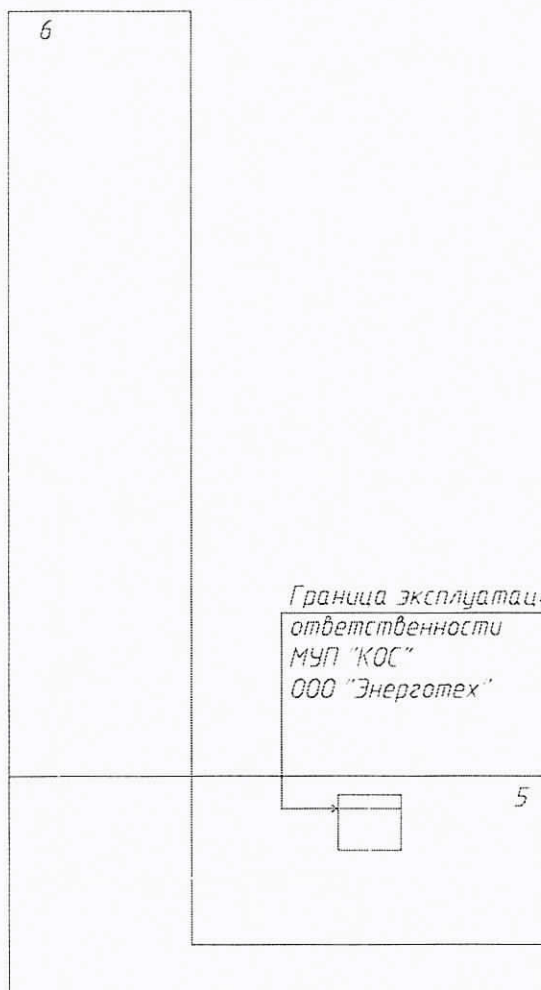 6
Граница эксплуатац
ответственности
МУП "КОС"
ООО "Энерготех"
5